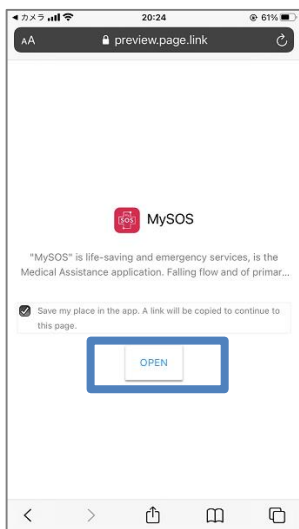 カメラ 20:24 61%
AA preview.page.link
SOS MySOS
"MySOS" is life-saving and emergency services, is the
Medical Assistance application. Falling flow and of primar...
Save my place in the app. A link will be copied to continue to
this page.
OPEN